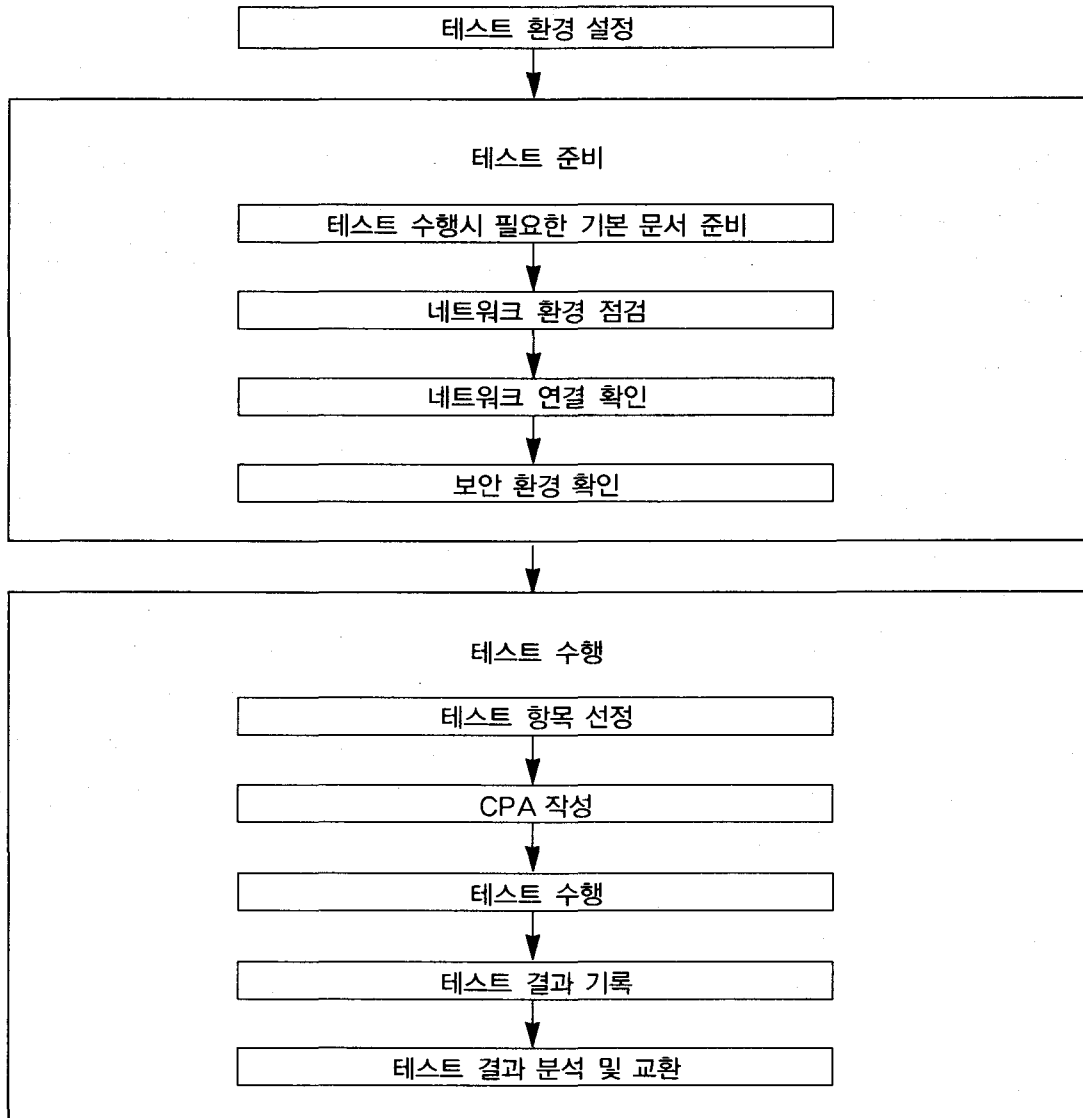 테스트 환경 설정
테스트 준비
테스트 수행시 필요한 기본 문서 준비
네트워크 환경 점검
네트워크 연결 확인
보안 환경 확인
테스트 수행
테스트 항목 선정
CPA 작성
테스트 수행
테스트 결과 기록
테스트 결과 분석 및 교환